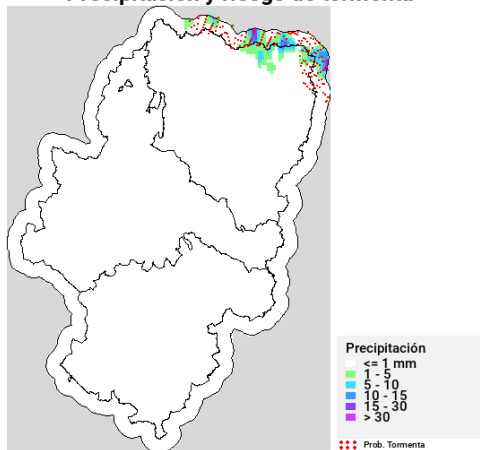 Precipitación y riesgo de tormenta
Precipitación
<= 1 mm
1 - 5
5 - 10
10 - 15
15 - 30
> 30
Prob. Tormenta